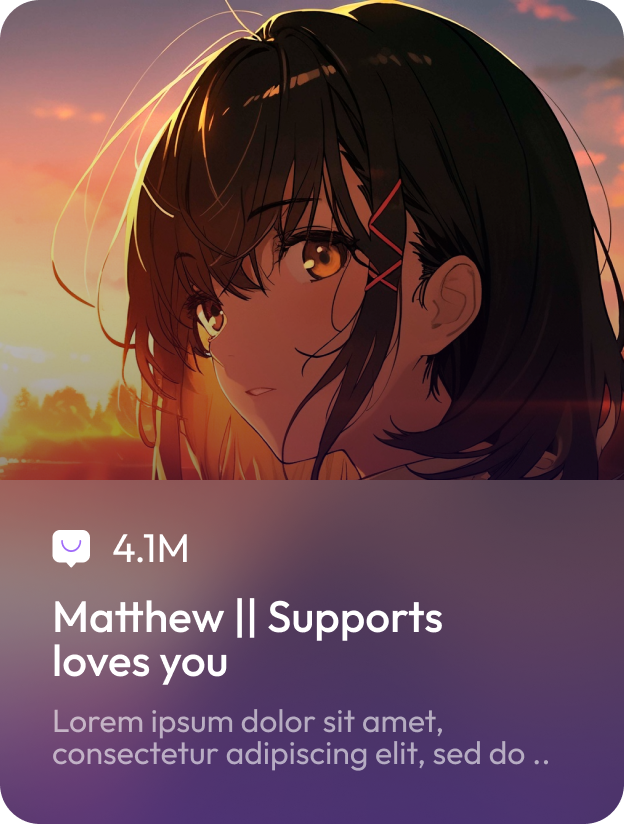 4.1M
Matthew || Supports
loves you
Lorem ipsum dolor sit amet,
consectetur adipiscing elit, sed do ..